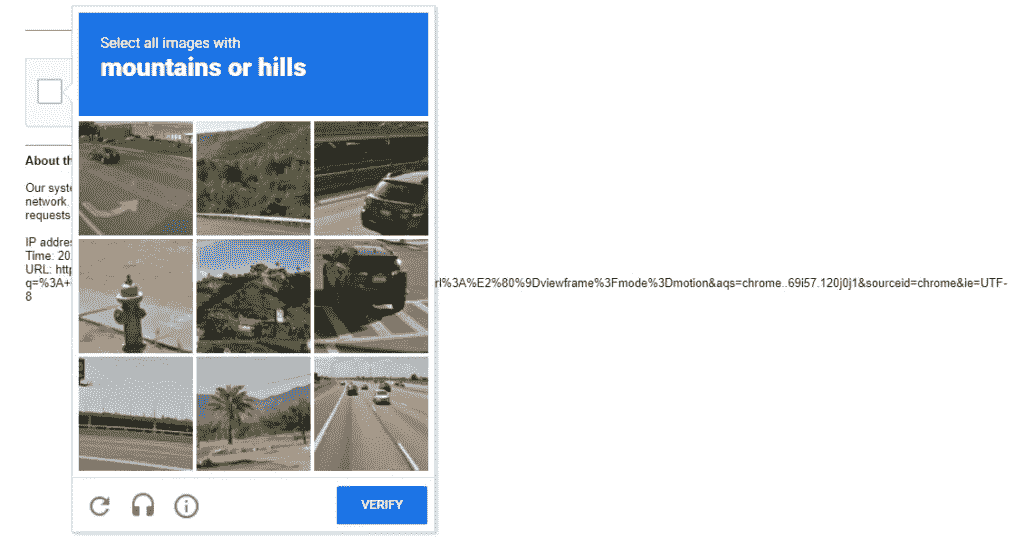 Select all images with
mountains or hills
About th
Our syste
network.
requests
IP addres
Time: 20
URL: http
q=%3A+ rl%3A%E2%80%9Dviewframe%3Fmode%3Dmotion&aqs=chrome..69i57.120j0j1&sourceid=chrome&ie=UTF-
8
VERIFY